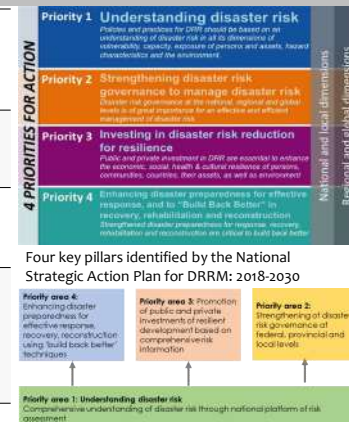 4 PRIORITIES FOR ACTION
Priority 1 Understanding disaster risk
Policies and practices for DRR should be based on an
understanding of disaster risk in all its dimensions of
vulnerability, capacity, exposure of persons and assets, hazard
characteristics and the environment
Priority 2 Strengthening disaster risk
governance to manage disaster risk
Disaster risk governance at the national, regional and global
levels is of great importance for an effective and efficient
management of disaster risk
Priority 3 Investing in disaster risk reduction
for resilience
Public and private investment in DRR are essential to enhance
the economic, social, health & cultural resilience of persons,
communities, countries, their assets, as well as environment
Priority 4 Enhancing disaster preparedness for effective
response, and to "Build Back Better" in
recovery, rehabilitation and reconstruction
Strengthened disaster preparedness for response, recovery,
rehabilitation and reconstruction are critical to build back better
National and local dimensions
Regional and global dimensions
Four key pillars identified by the National
Strategic Action Plan for DRRM: 2018-2030
Priority area 4:
Enhancing disaster
preparedness for
effective response,
recovery, reconstruction
using 'build back better'
techniques
Priority area 3: Promotion
of public and private
investments of resilient
development based on
comprehensive risk
information
Priority area 2:
Strengthening of disaster
risk governance at
federal, provincial and
local levels
Priority area 1: Understanding disaster risk
Comprehensive understanding of disaster risk through national platform of risk
assessment